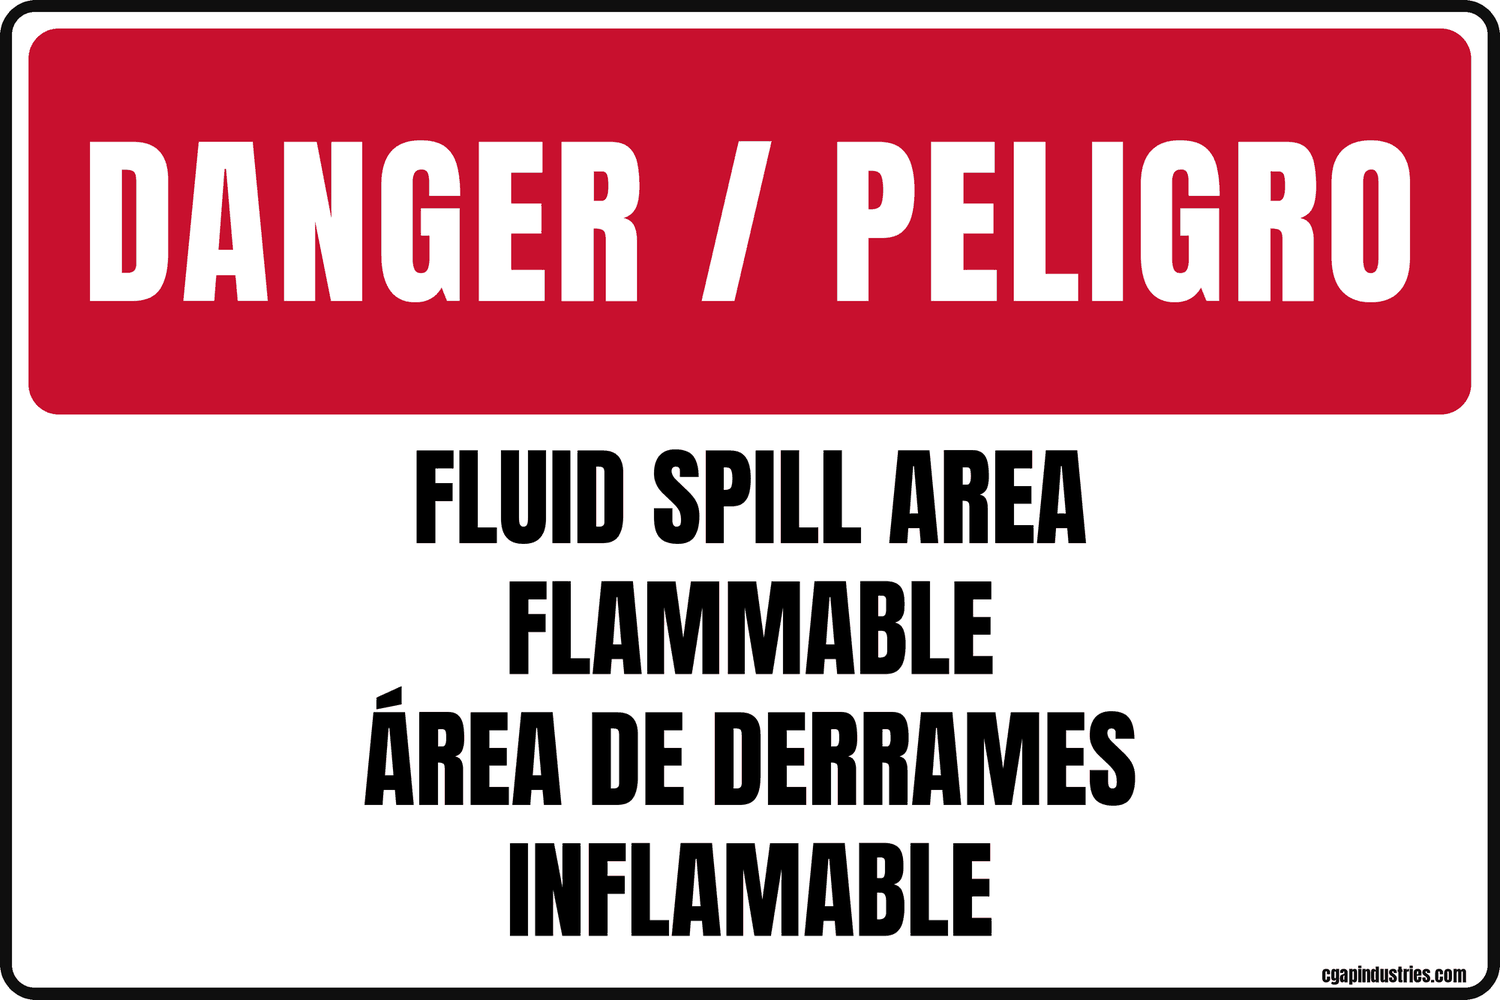 DANGER / PELIGRO
FLUID SPILL AREA
FLAMMABLE
ÁREA DE DERRAMES
INFLAMABLE
cgapindustries.com